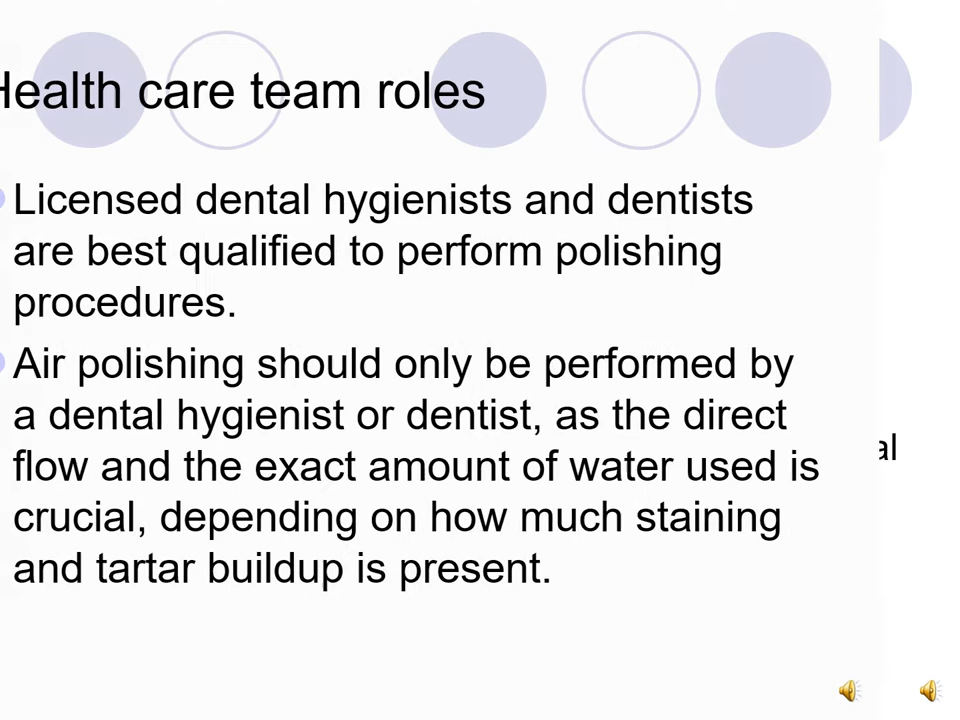 Health care team roles
Licensed dental hygienists and dentists
are best qualified to perform polishing
procedures.
Air polishing should only be performed by
a dental hygienist or dentist, as the direct
flow and the exact amount of water used is
crucial, depending on how much staining
and tartar buildup is present.